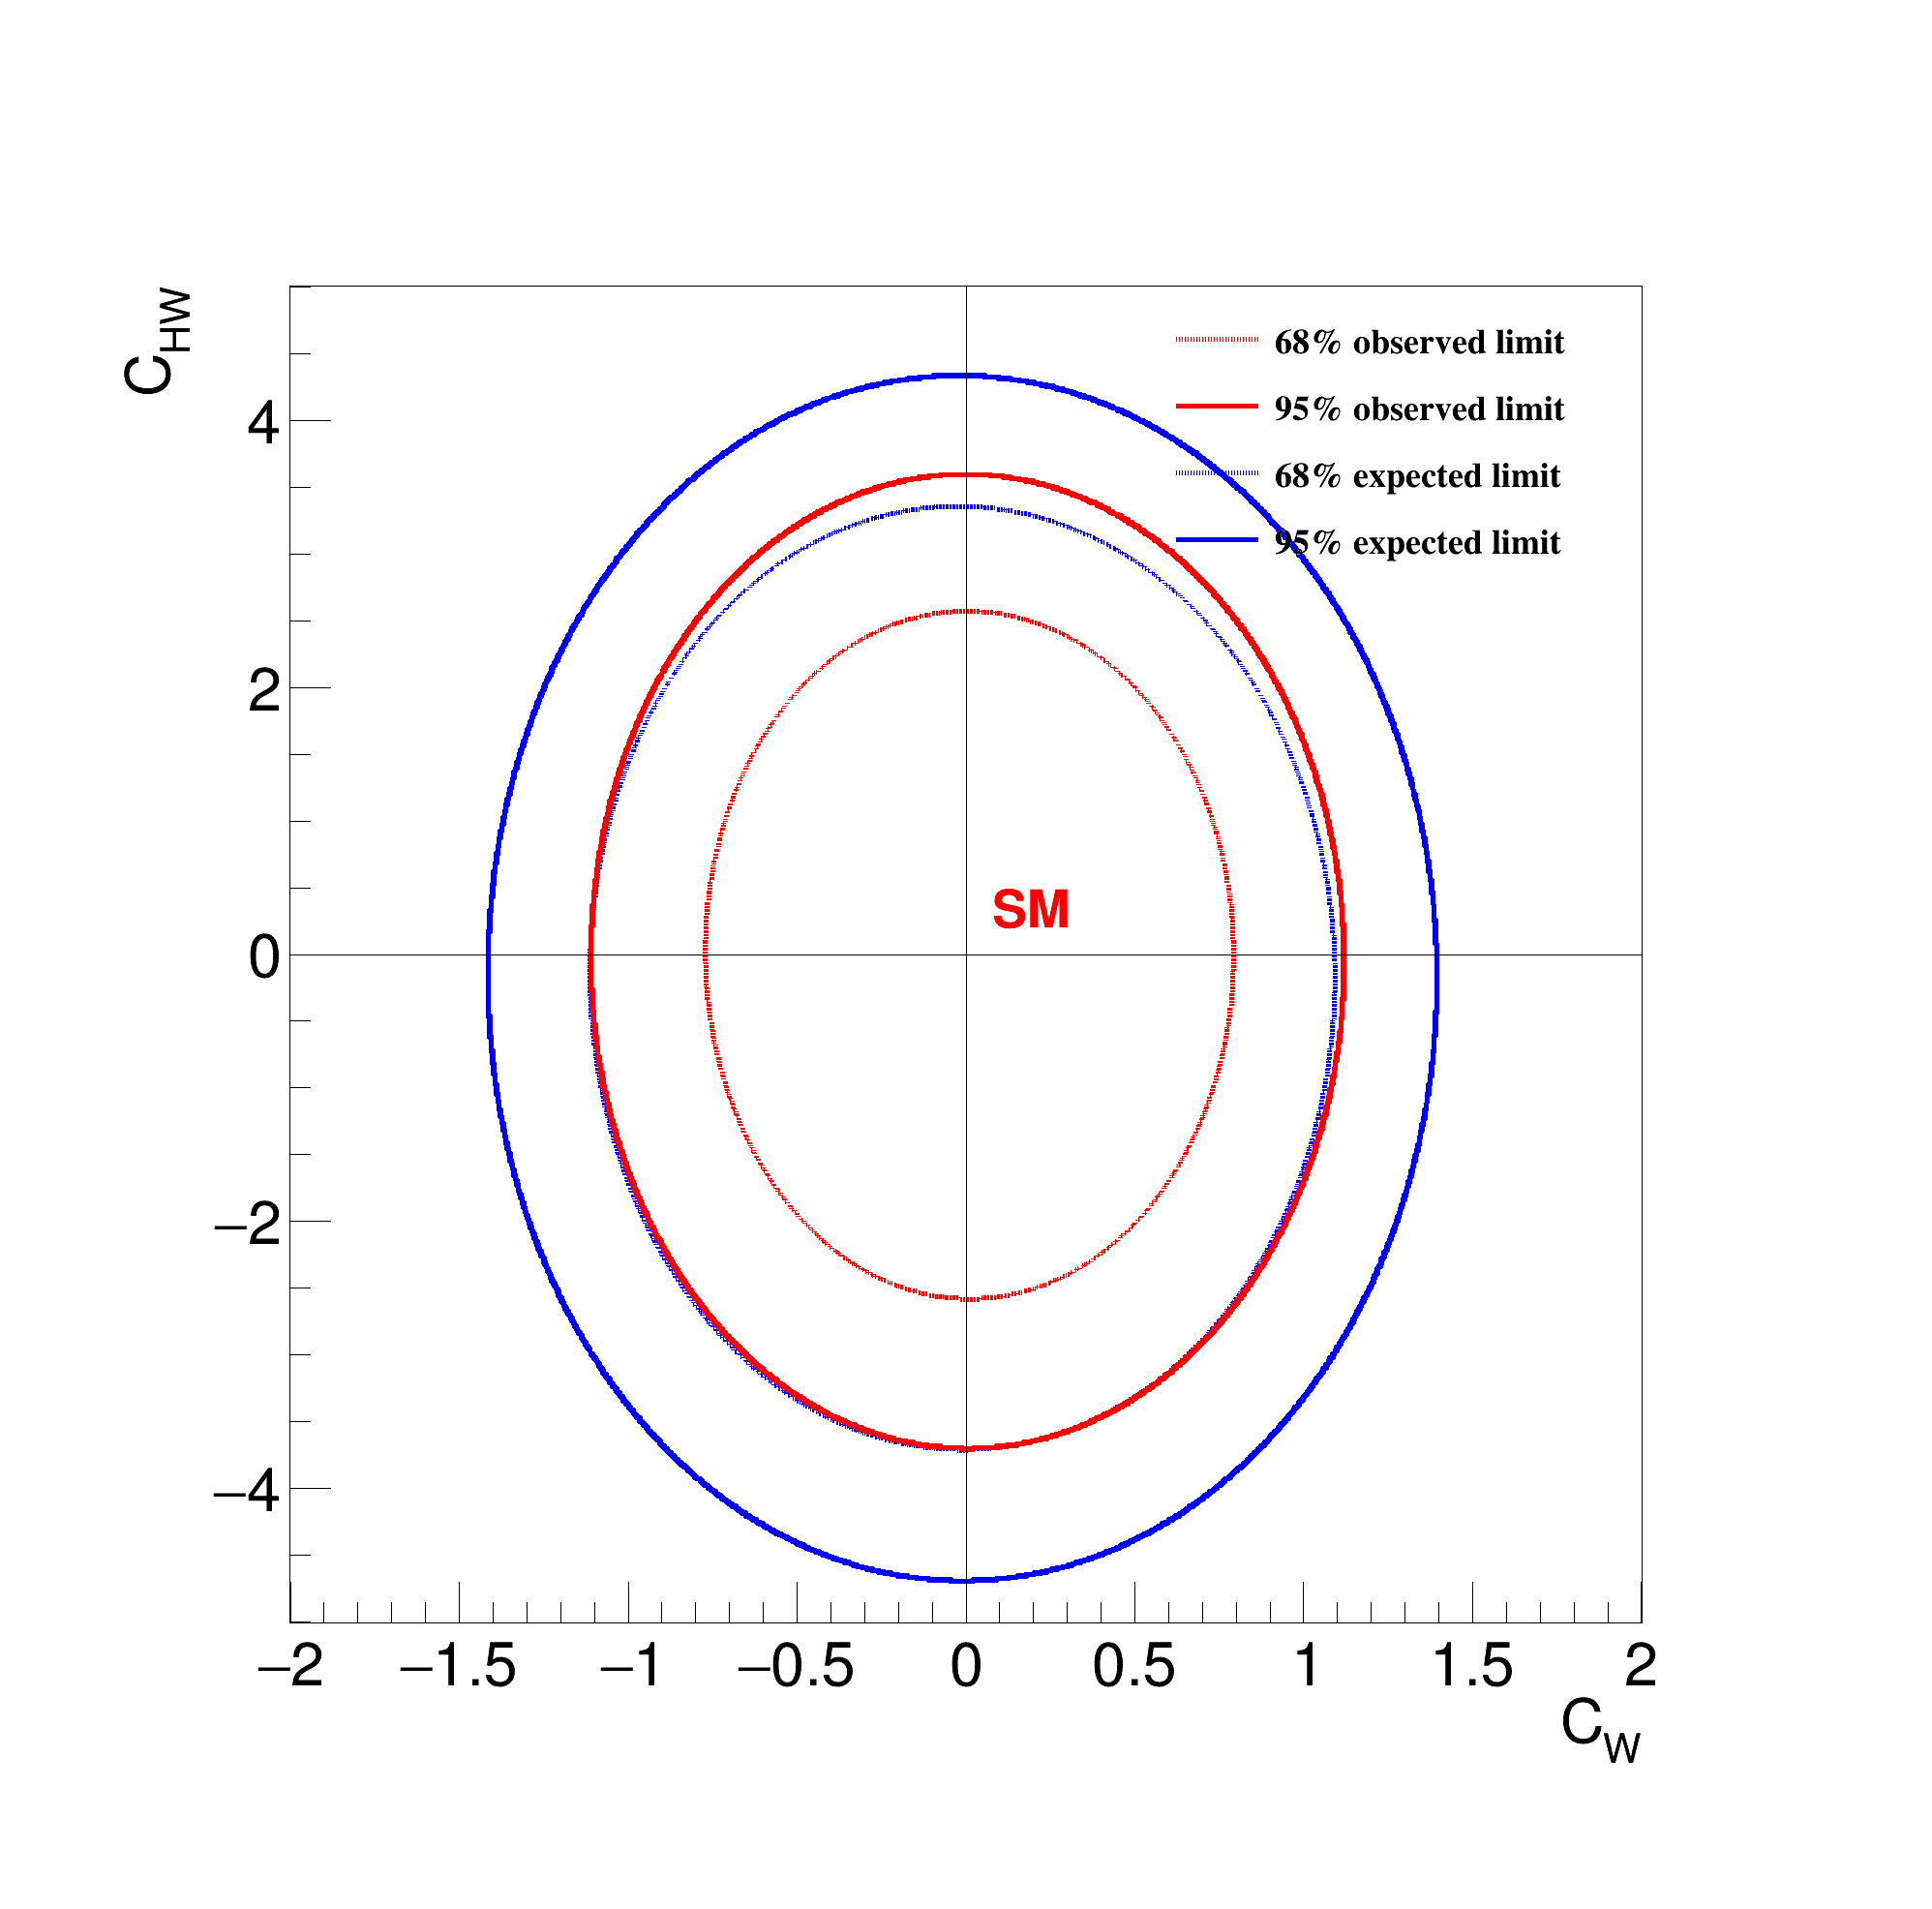 C_HW
68% observed limit
95% observed limit
68% expected limit
95% expected limit
4
2
0
−2
−4
SM
−2 −1.5 −1 −0.5 0 0.5 1 1.5 2
C_W